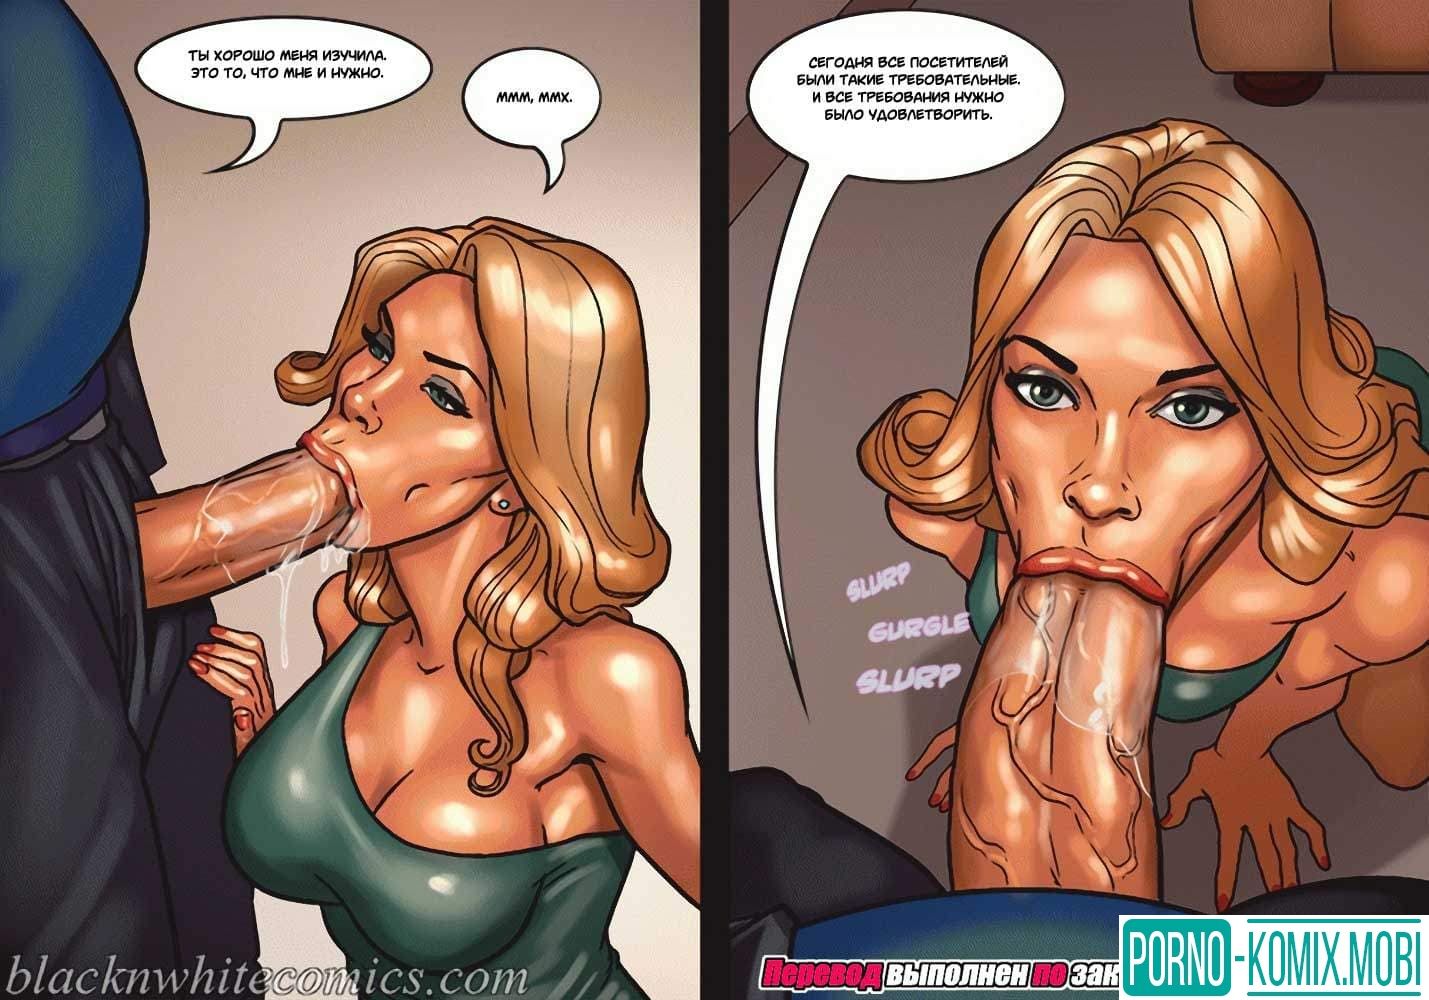 ТЫ ХОРОШО МЕНЯ ИЗУЧИЛА.
ЭТО ТО, ЧТО МНЕ И НУЖНО.
МММ, ММХ.
СЕГОДНЯ ВСЕ ПОСЕТИТЕЛЕЙ
БЫЛИ ТАКИЕ ТРЕБОВАТЕЛЬНЫЕ.
И ВСЕ ТРЕБОВАНИЯ НУЖНО
БЫЛО УДОВЛЕТВОРИТЬ.
SLURP
GURGLE
SLURP
blacknwhitecomics.com
Перевод выполнен по зак
PORNO-KOMIX.MOBI